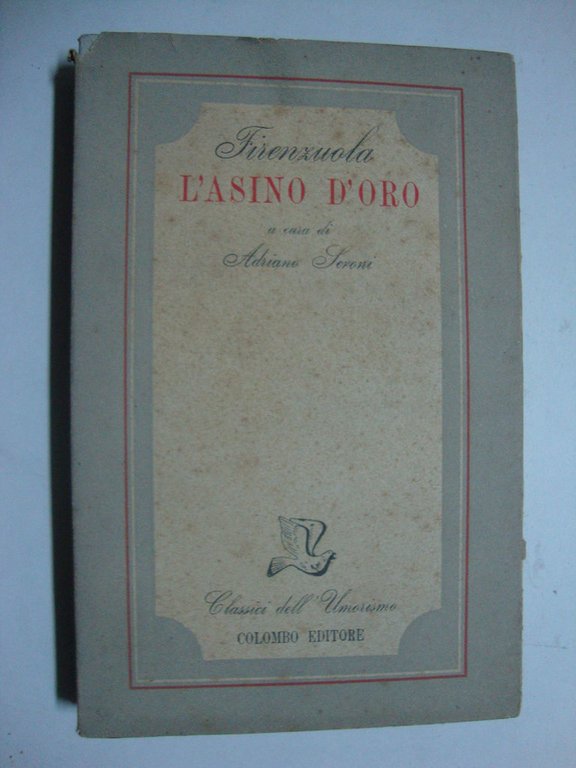 Firenzuola
L'ASINO D'ORO
a cura di
Adriano Seroni
Classici dell'Umorismo
COLOMBO EDITORE